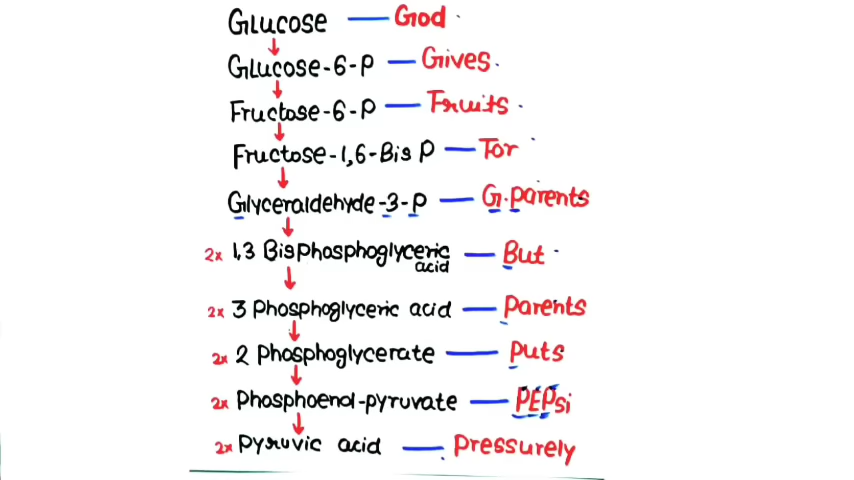 Glucose — God
Glucose-6-P — Gives
Fructose-6-P — Fruits
Fructose-1,6-Bis P — Tor
Glyceraldehyde-3-P — G.parents
2x 1,3 Bisphosphoglyceric acid — But
2x 3 Phosphoglyceric acid — Parents
2x 2 Phosphoglycerate — Puts
2x Phosphoenol-pyruvate — PEPsi
2x Pyruvic acid — Pressurely